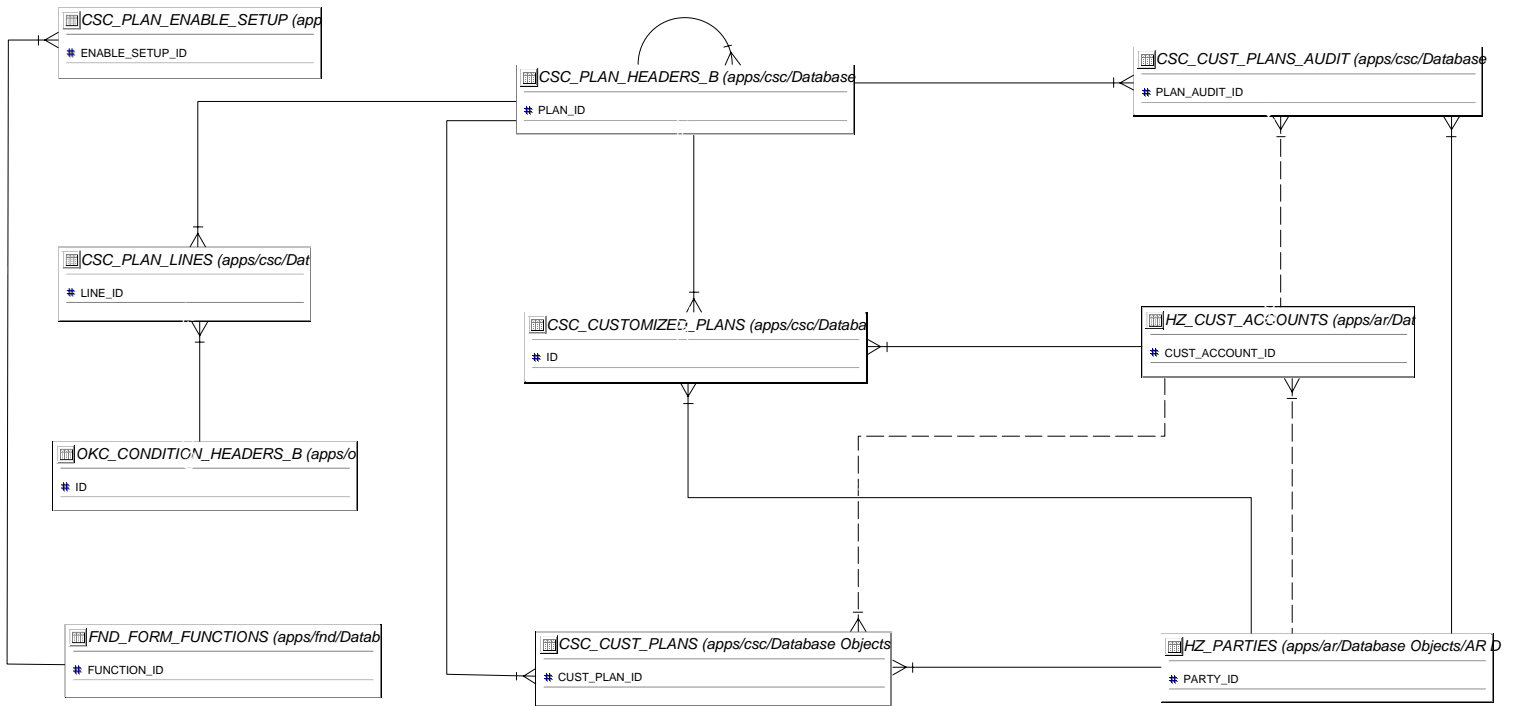 CSC_PLAN_ENABLE_SETUP (app
# ENABLE_SETUP_ID
CSC_PLAN_HEADERS_B (apps/csc/Database
# PLAN_ID
CSC_CUST_PLANS_AUDIT (apps/csc/Database
# PLAN_AUDIT_ID
CSC_PLAN_LINES (apps/csc/Dat
# LINE_ID
CSC_CUSTOMIZED_PLANS (apps/csc/Databa
# ID
HZ_CUST_ACCOUNTS (apps/ar/Dat
# CUST_ACCOUNT_ID
OKC_CONDITION_HEADERS_B (apps/o
# ID
FND_FORM_FUNCTIONS (apps/fnd/Datab
# FUNCTION_ID
CSC_CUST_PLANS (apps/csc/Database Objects
# CUST_PLAN_ID
HZ_PARTIES (apps/ar/Database Objects/AR D
# PARTY_ID